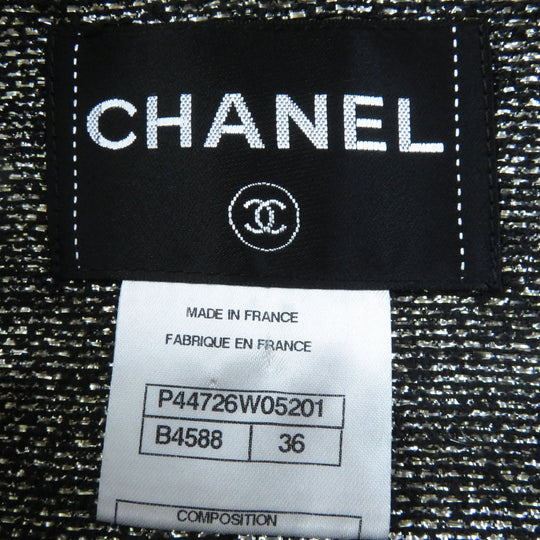 CHANEL
MADE IN FRANCE
FABRIQUE EN FRANCE
P44726W05201
B4588 36
COMPOSITION